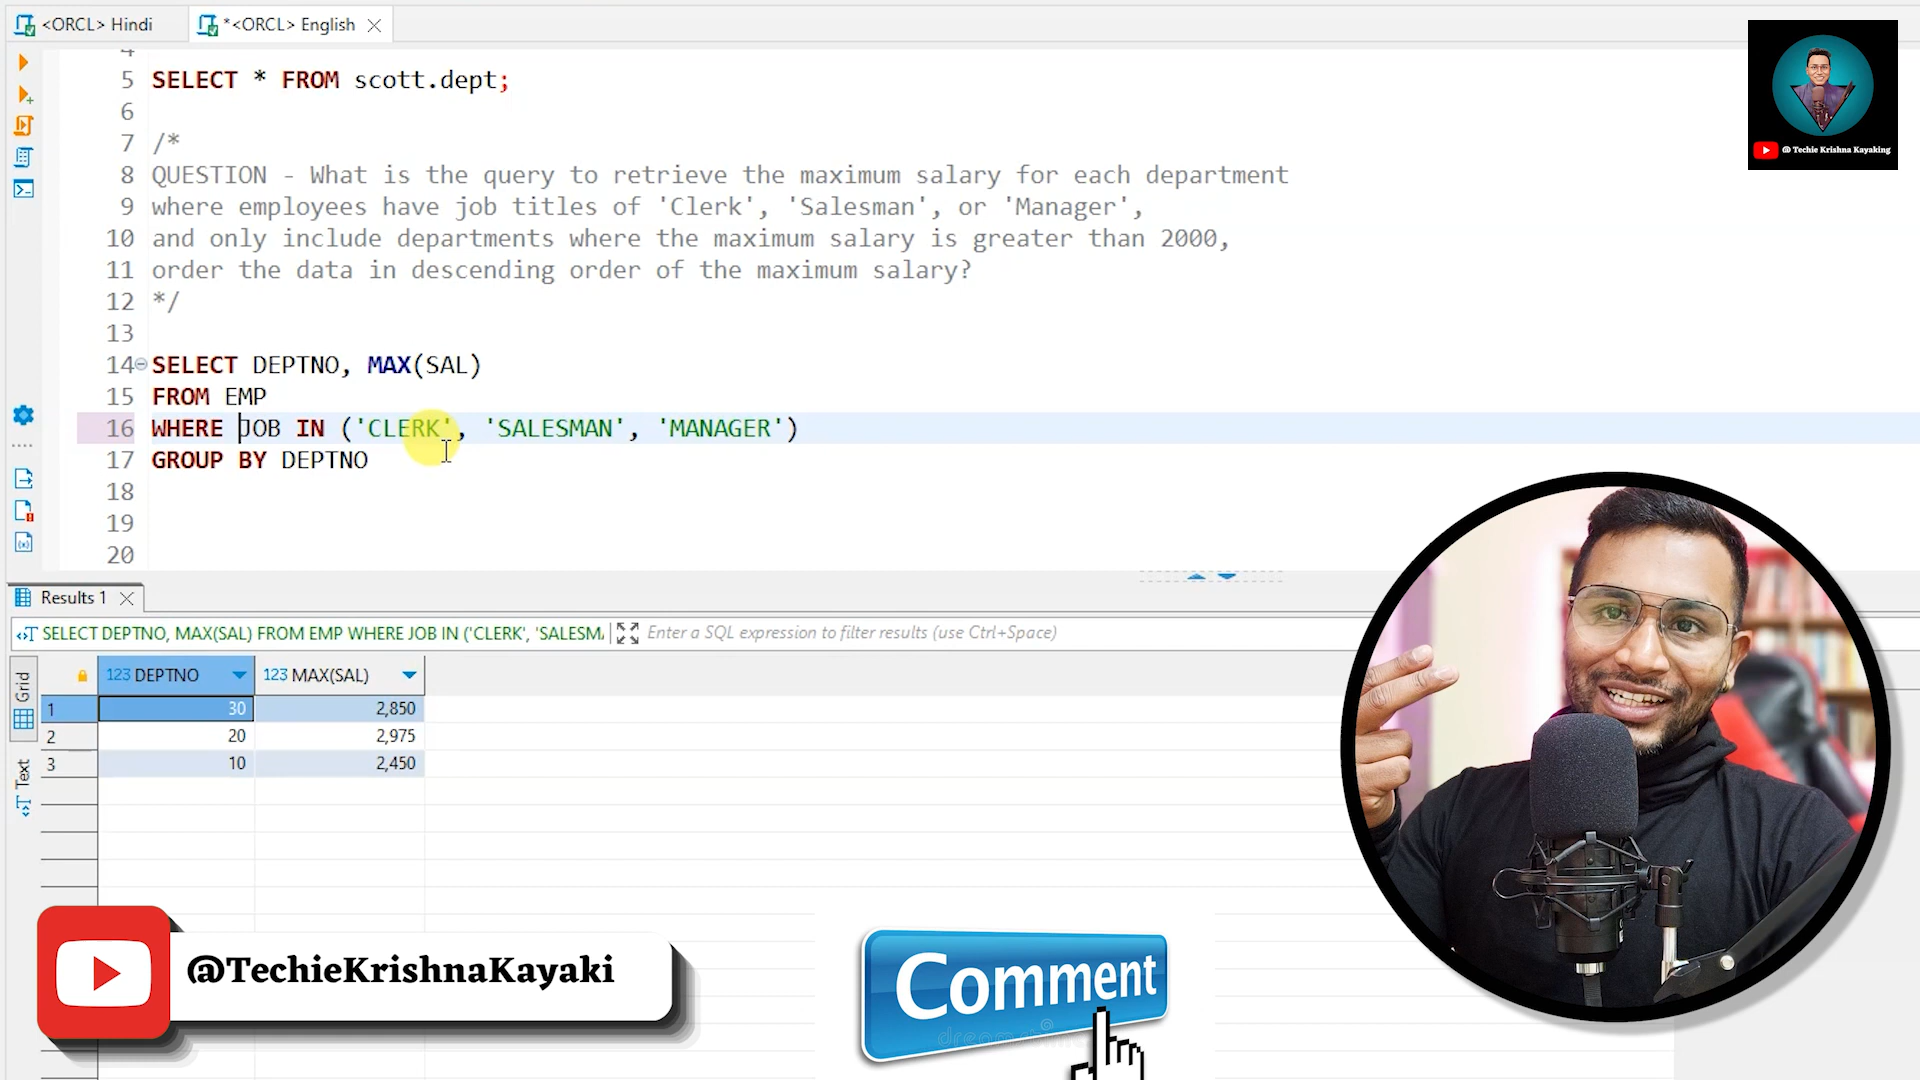 <ORCL> Hindi
*<ORCL> English
@ Techie Krishna Kayaking
5 SELECT * FROM scott.dept;
6
7 /*
8 QUESTION - What is the query to retrieve the maximum salary for each department
9 where employees have job titles of 'Clerk', 'Salesman', or 'Manager',
10 and only include departments where the maximum salary is greater than 2000,
11 order the data in descending order of the maximum salary?
12 */
13
14 SELECT DEPTNO, MAX(SAL)
15 FROM EMP
16 WHERE JOB IN ('CLERK', 'SALESMAN', 'MANAGER')
17 GROUP BY DEPTNO
18
19
20
Results 1
SELECT DEPTNO, MAX(SAL) FROM EMP WHERE JOB IN ('CLERK', 'SALESM
Enter a SQL expression to filter results (use Ctrl+Space)
Grid
Text
123 DEPTNO 123 MAX(SAL)
1 30 2,850
2 20 2,975
3 10 2,450
@TechieKrishnaKayaki
Comment